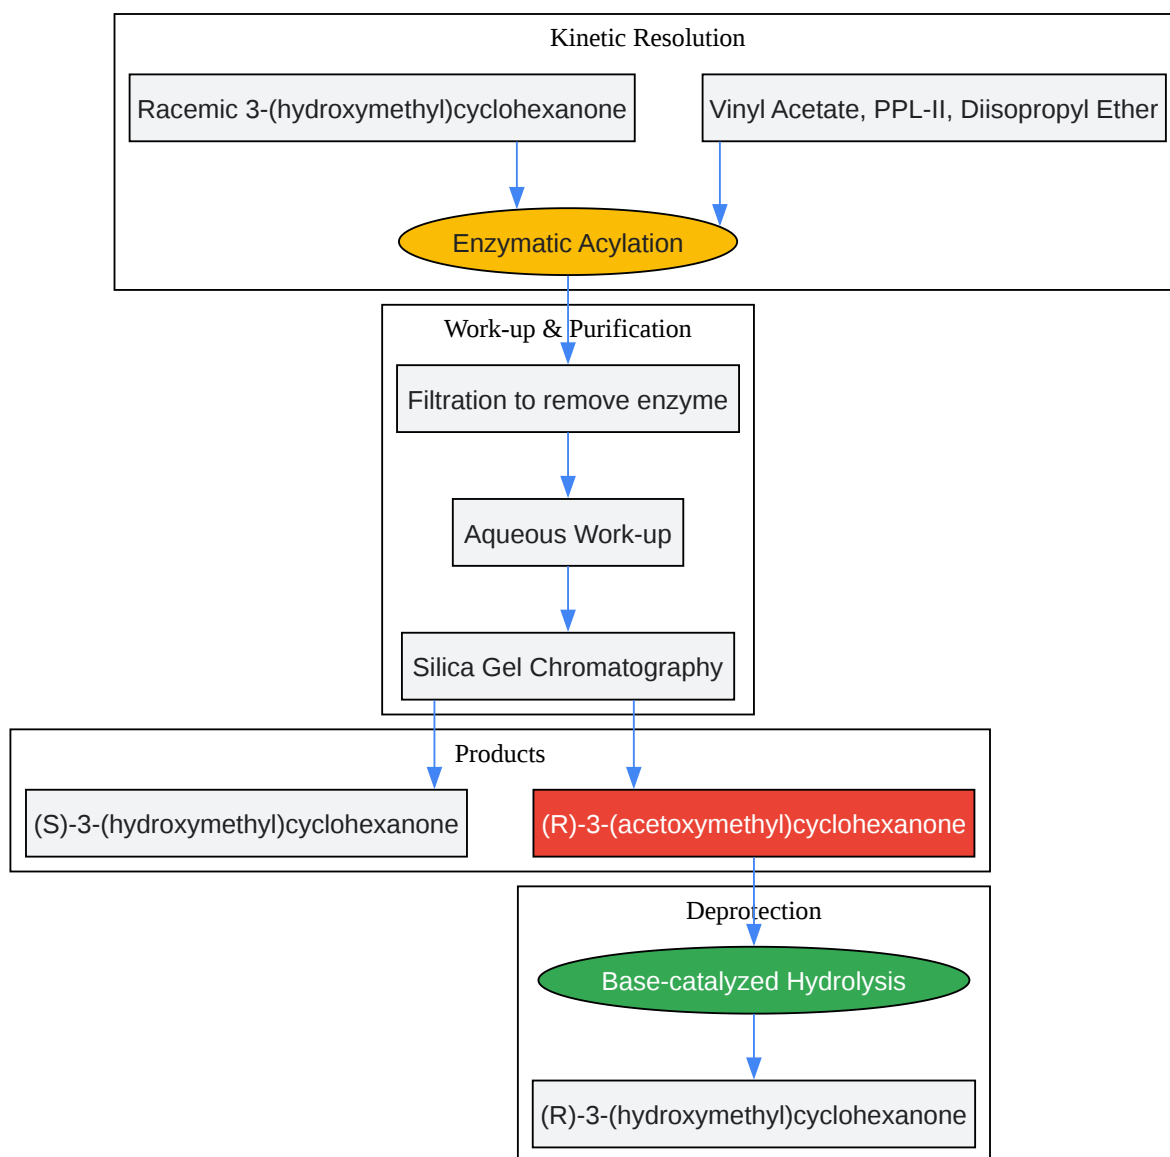 Kinetic Resolution
Racemic 3-(hydroxymethyl)cyclohexanone
Vinyl Acetate, PPL-II, Diisopropyl Ether
Enzymatic Acylation
Work-up & Purification
Filtration to remove enzyme
Aqueous Work-up
Silica Gel Chromatography
Products
(S)-3-(hydroxymethyl)cyclohexanone
(R)-3-(acetoxymethyl)cyclohexanone
Deprotection
Base-catalyzed Hydrolysis
(R)-3-(hydroxymethyl)cyclohexanone